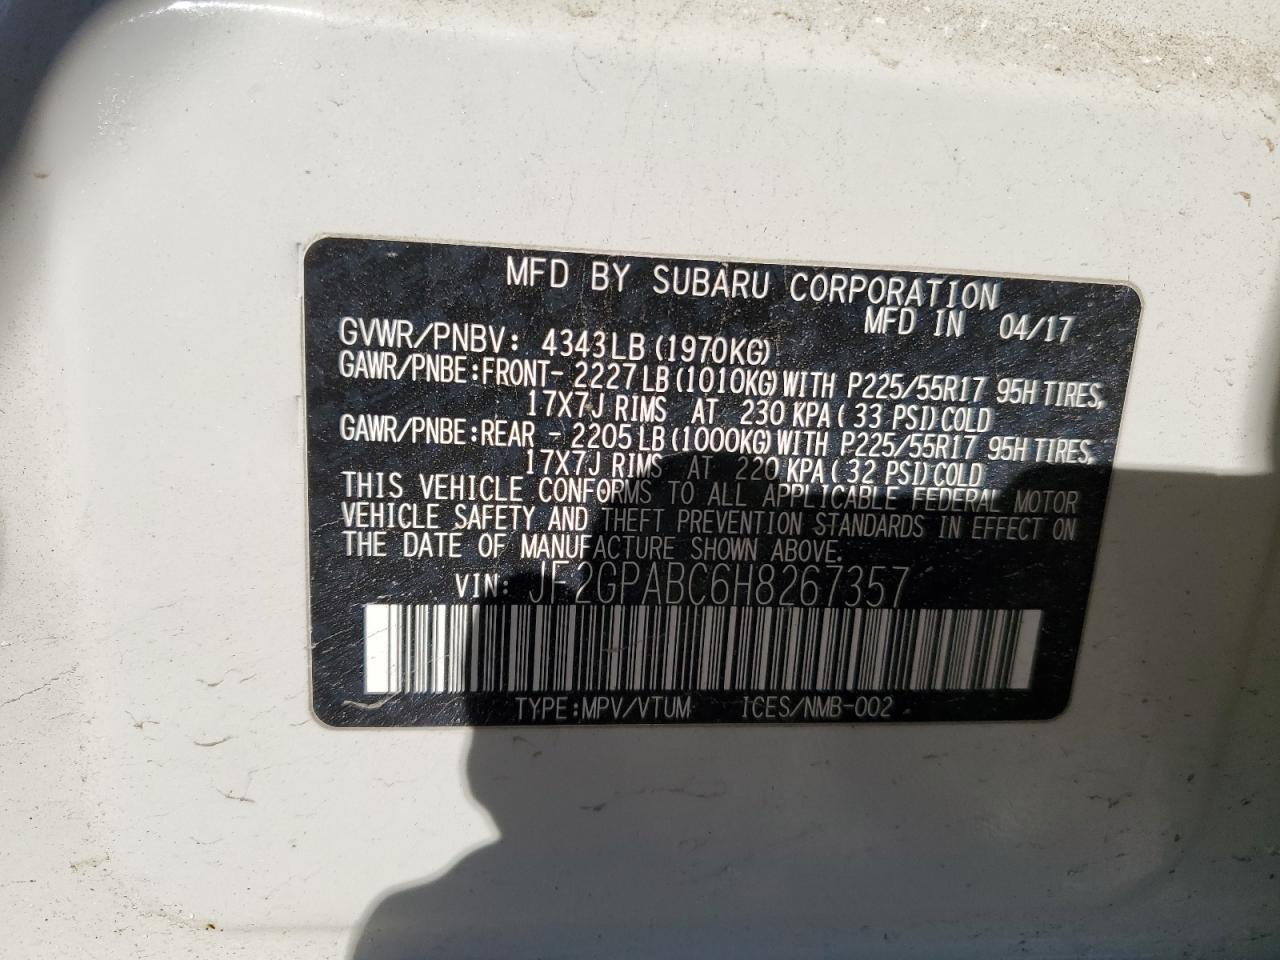 MFD BY SUBARU CORPORATION
MFD IN 04/17
GVWR/PNBV: 4343LB(1970KG)
GAWR/PNBE:FRONT- 2227LB(1010KG)WITH P225/55R17 95H TIRES,
17X7J RIMS AT 230 KPA(33 PSI)COLD
GAWR/PNBE:REAR - 2205LB(1000KG)WITH P225/55R17 95H TIRES,
17X7J RIMS AT 220 KPA(32 PSI)COLD
THIS VEHICLE CONFORMS TO ALL APPLICABLE FEDERAL MOTOR
VEHICLE SAFETY AND THEFT PREVENTION STANDARDS IN EFFECT ON
THE DATE OF MANUFACTURE SHOWN ABOVE.
VIN: JF2GPABC6H8267357
TYPE:MPV/VTUM ICES/NMB-002